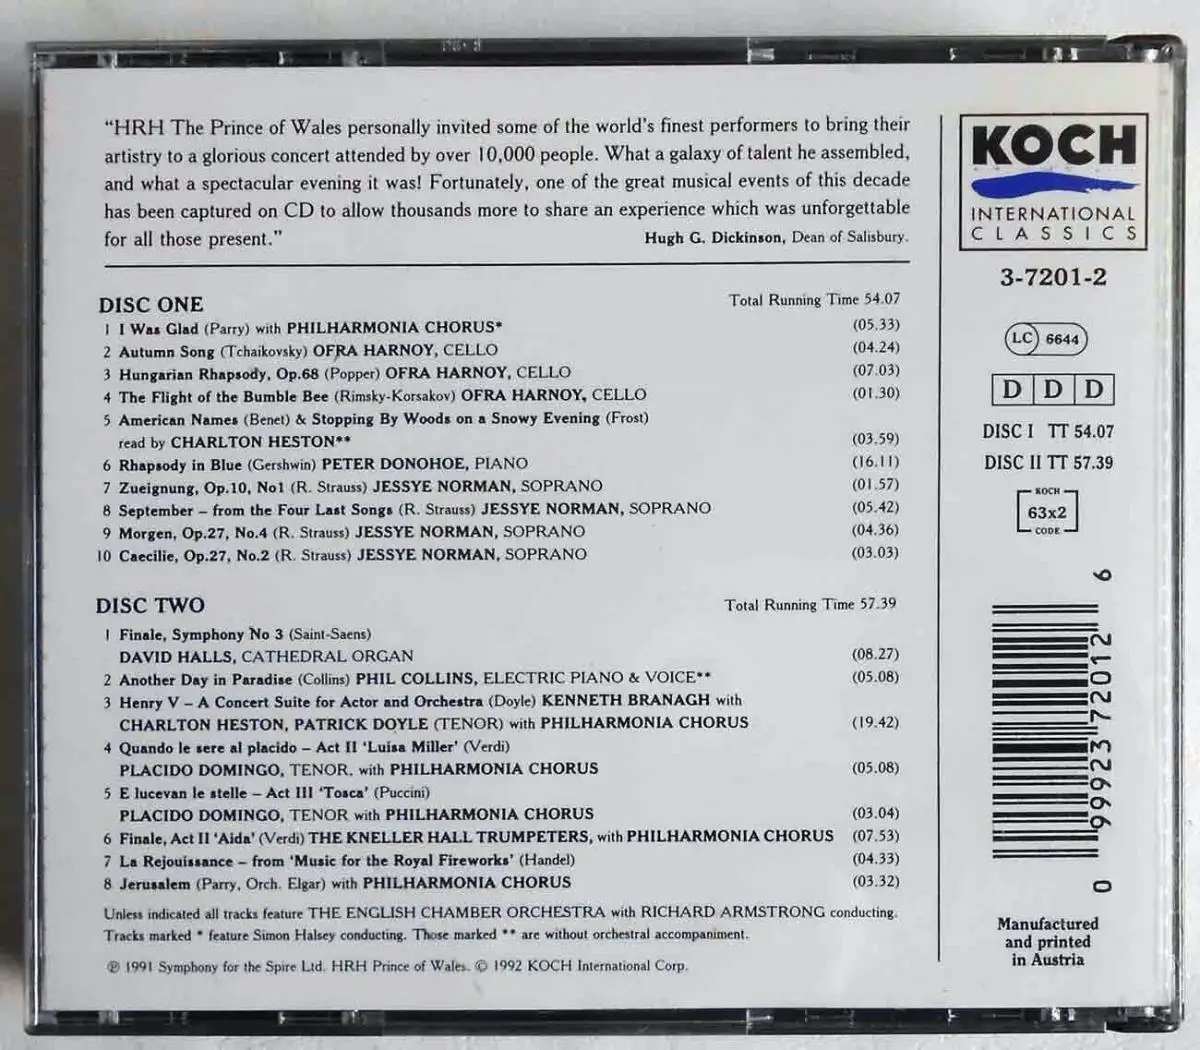 "HRH The Prince of Wales personally invited some of the world's finest performers to bring their
artistry to a glorious concert attended by over 10,000 people. What a galaxy of talent he assembled,
and what a spectacular evening it was! Fortunately, one of the great musical events of this decade
has been captured on CD to allow thousands more to share an experience which was unforgettable
for all those present."
Hugh G. Dickinson, Dean of Salisbury.
DISC ONE Total Running Time 54.07
1 I Was Glad (Parry) with PHILHARMONIA CHORUS* (05.33)
2 Autumn Song (Tchaikovsky) OFRA HARNOY, CELLO (04.24)
3 Hungarian Rhapsody, Op.68 (Popper) OFRA HARNOY, CELLO (07.03)
4 The Flight of the Bumble Bee (Rimsky-Korsakov) OFRA HARNOY, CELLO (01.30)
5 American Names (Benet) & Stopping By Woods on a Snowy Evening (Frost)
read by CHARLTON HESTON** (03.59)
6 Rhapsody in Blue (Gershwin) PETER DONOHOE, PIANO (16.11)
7 Zueignung, Op.10, No1 (R. Strauss) JESSYE NORMAN, SOPRANO (01.57)
8 September – from the Four Last Songs (R. Strauss) JESSYE NORMAN, SOPRANO (05.42)
9 Morgen, Op.27, No.4 (R. Strauss) JESSYE NORMAN, SOPRANO (04.36)
10 Caecilie, Op.27, No.2 (R. Strauss) JESSYE NORMAN, SOPRANO (03.03)
DISC TWO Total Running Time 57.39
1 Finale, Symphony No 3 (Saint-Saens)
DAVID HALLS, CATHEDRAL ORGAN (08.27)
2 Another Day in Paradise (Collins) PHIL COLLINS, ELECTRIC PIANO & VOICE** (05.08)
3 Henry V – A Concert Suite for Actor and Orchestra (Doyle) KENNETH BRANAGH with
CHARLTON HESTON, PATRICK DOYLE (TENOR) with PHILHARMONIA CHORUS (19.42)
4 Quando le sere al placido – Act II 'Luisa Miller' (Verdi)
PLACIDO DOMINGO, TENOR, with PHILHARMONIA CHORUS (05.08)
5 E lucevan le stelle – Act III 'Tosca' (Puccini)
PLACIDO DOMINGO, TENOR with PHILHARMONIA CHORUS (03.04)
6 Finale, Act II 'Aida' (Verdi) THE KNELLER HALL TRUMPETERS, with PHILHARMONIA CHORUS (07.53)
7 La Rejouissance – from 'Music for the Royal Fireworks' (Handel) (04.33)
8 Jerusalem (Parry, Orch. Elgar) with PHILHARMONIA CHORUS (03.32)
Unless indicated all tracks feature THE ENGLISH CHAMBER ORCHESTRA with RICHARD ARMSTRONG conducting.
Tracks marked * feature Simon Halsey conducting. Those marked ** are without orchestral accompaniment.
℗ 1991 Symphony for the Spire Ltd. HRH Prince of Wales. © 1992 KOCH International Corp.
KOCH
INTERNATIONAL
CLASSICS
3-7201-2
LC 6644
D D D
DISC I TT 54.07
DISC II TT 57.39
KOCH
63x2
CODE
0 99923 72012 6
Manufactured
and printed
in Austria